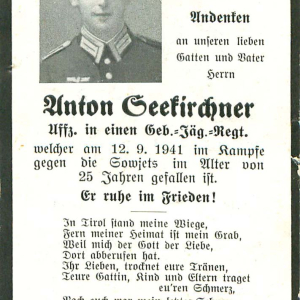 Andenken
an unseren lieben
Gatten und Vater
Herrn
Anton Seekirchner
Uffz. in einen Geb.-Jäg.-Regt.
welcher am 12. 9. 1941 im Kampfe
gegen die Sowjets im Alter von
25 Jahren gefallen ist.
Er ruhe im Frieden!
In Tirol stand meine Wiege,
Fern meiner Heimat ist mein Grab,
Weil mich der Gott der Liebe,
Dort abberufen hat.
Ihr Lieben, trocknet eure Tränen,
Teure Gattin, Kind und Eltern traget
eu'ren Schmerz,